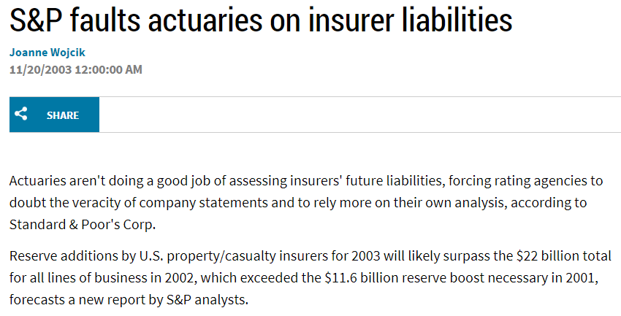 S&P faults actuaries on insurer liabilities
Joanne Wojcik
11/20/2003 12:00:00 AM
SHARE
Actuaries aren't doing a good job of assessing insurers' future liabilities, forcing rating agencies to
doubt the veracity of company statements and to rely more on their own analysis, according to
Standard & Poor's Corp.
Reserve additions by U.S. property/casualty insurers for 2003 will likely surpass the $22 billion total
for all lines of business in 2002, which exceeded the $11.6 billion reserve boost necessary in 2001,
forecasts a new report by S&P analysts.